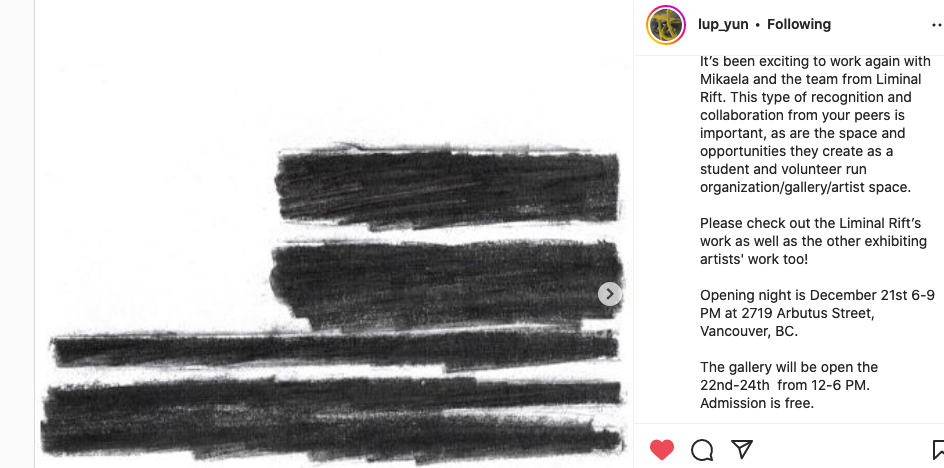 lup_yun • Following
It’s been exciting to work again with
Mikaela and the team from Liminal
Rift. This type of recognition and
collaboration from your peers is
important, as are the space and
opportunities they create as a
student and volunteer run
organization/gallery/artist space.
Please check out the Liminal Rift’s
work as well as the other exhibiting
artists' work too!
Opening night is December 21st 6-9
PM at 2719 Arbutus Street,
Vancouver, BC.
The gallery will be open the
22nd-24th from 12-6 PM.
Admission is free.